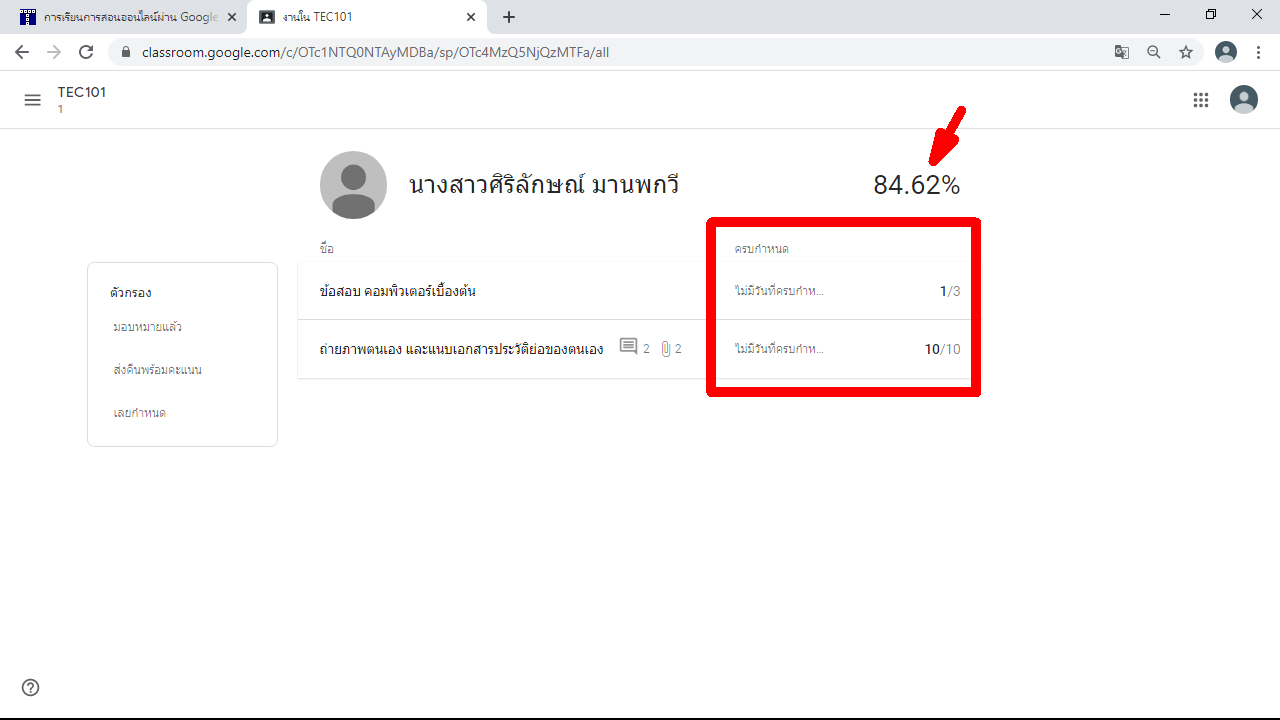 การเรียนการสอนออนไลน์ผ่าน Google
งานใน TEC101
classroom.google.com/c/OTc1NTQ0NTAyMDBa/sp/OTc4MzQ5NjQzMTFa/all
TEC101
1
นางสาวศิริลักษณ์ มานพกวี 84.62%
ชื่อ ครบกำหนด
ตัวกรอง
ข้อสอบ คอมพิวเตอร์เบื้องต้น ไม่มีวันที่ครบกำห... 1/3
มอบหมายแล้ว
ถ่ายภาพตนเอง และแนบเอกสารประวัติย่อของตนเอง 2 2 ไม่มีวันที่ครบกำห... 10/10
ส่งคืนพร้อมคะแนน
เลยกำหนด